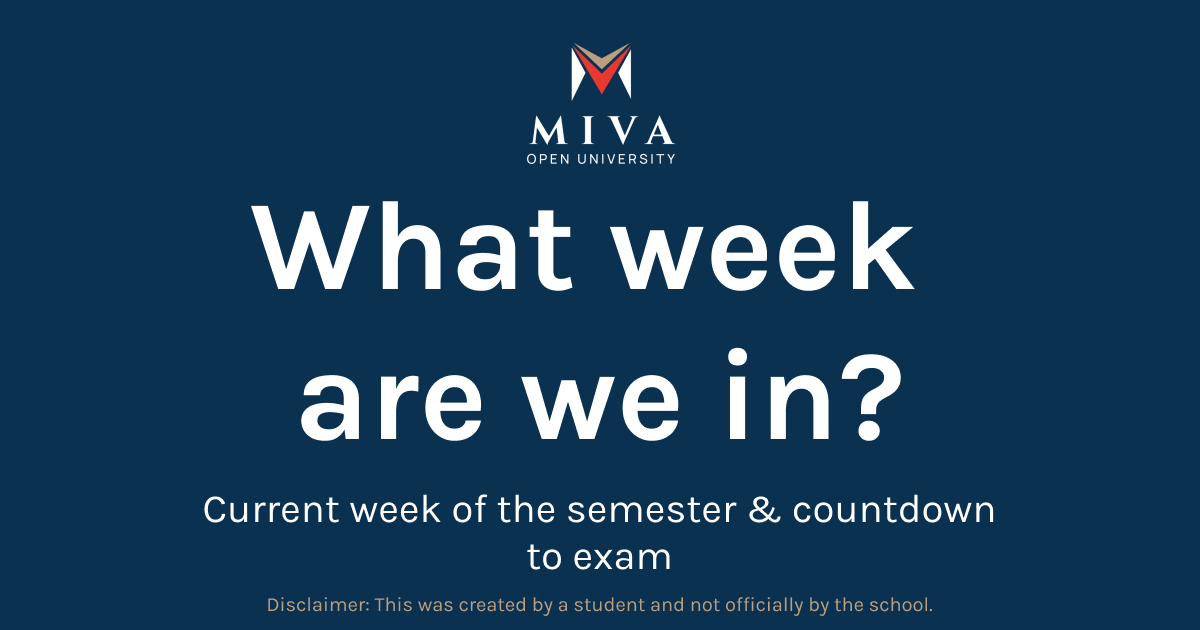 MIVA
OPEN UNIVERSITY
What week
are we in?
Current week of the semester & countdown
to exam
Disclaimer: This was created by a student and not officially by the school.